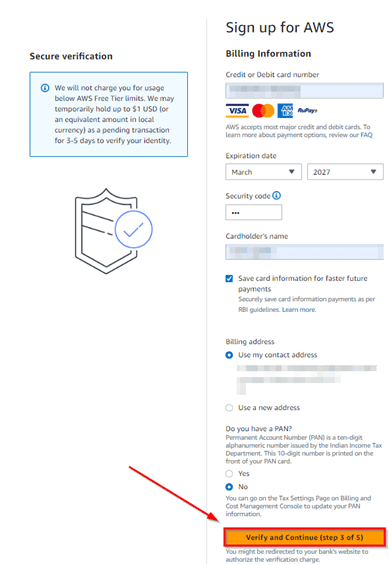 Sign up for AWS
Secure verification
We will not charge you for usage
below AWS Free Tier limits. We may
temporarily hold up to $1 USD (or
an equivalent amount in local
currency) as a pending transaction
for 3-5 days to verify your identity.
Billing Information
Credit or Debit card number
VISA RuPay
AWS accepts most major credit and debit cards. To
learn more about payment options, review our FAQ
Expiration date
March 2027
Security code
•••
Cardholder's name
Save card information for faster future
payments
Securely save card information payments as per
RBI guidelines. Learn more.
Billing address
Use my contact address
Use a new address
Do you have a PAN?
Permanent Account Number (PAN) is a ten-digit
alphanumeric number issued by the Indian Income Tax
Department. This 10-digit number is printed on the
front of your PAN card.
Yes
No
You can go on the Tax Settings Page on Billing and
Cost Management Console to update your PAN
information.
Verify and Continue (step 3 of 5)
You might be redirected to your bank's website to
authorize the verification charge.